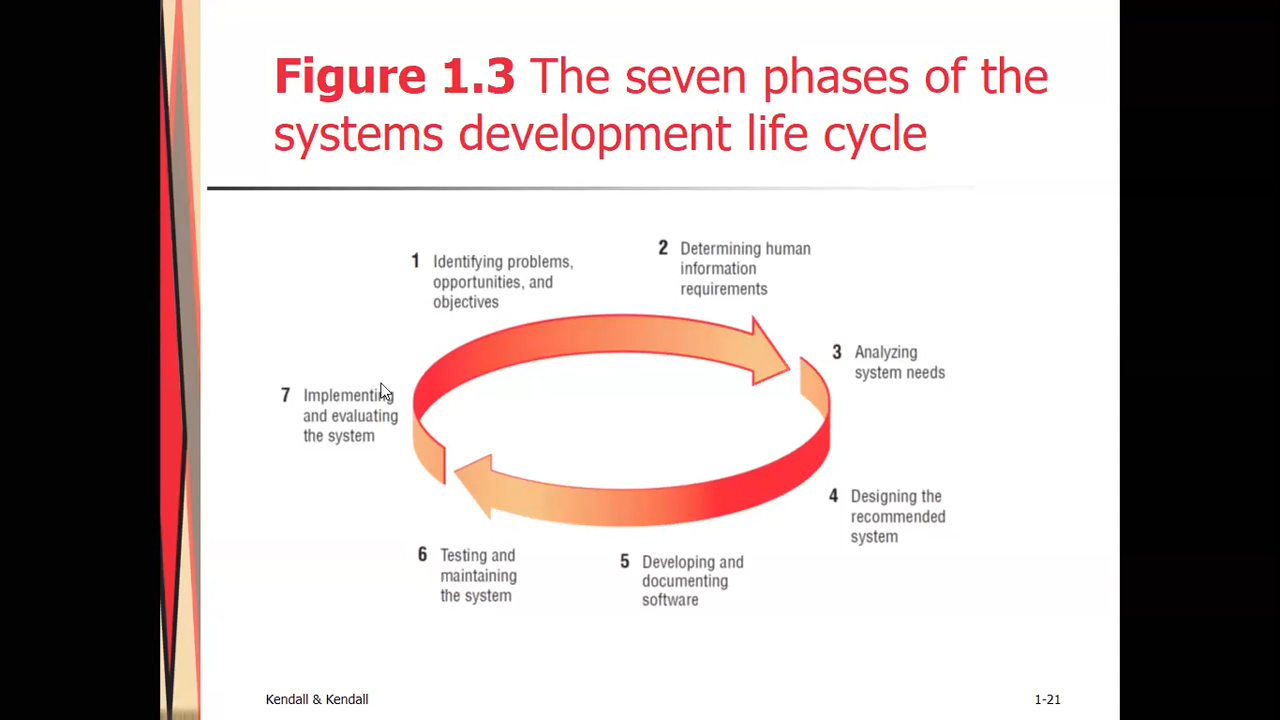 Figure 1.3 The seven phases of the
systems development life cycle
1 Identifying problems,
opportunities, and
objectives
2 Determining human
information
requirements
3 Analyzing
system needs
4 Designing the
recommended
system
5 Developing and
documenting
software
6 Testing and
maintaining
the system
7 Implementing
and evaluating
the system
Kendall & Kendall
1-21